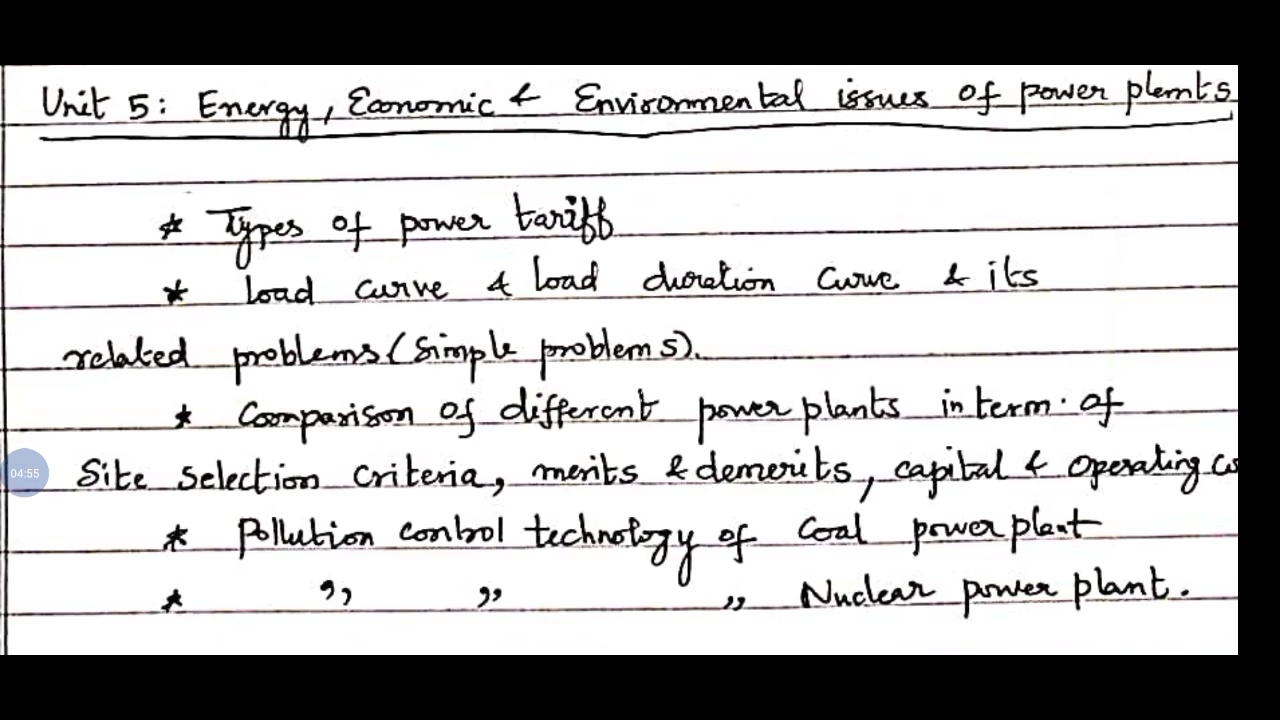 Unit 5: Energy, Economic & Environmental issues of power plants
* Types of power tariff
* Load curve & load duration curve & its
related problems (Simple problems).
* Comparison of different power plants in term. of
Site selection criteria, merits & demerits, capital & operating co
* Pollution control technology of Coal power plant
* ,, ,, ,, Nuclear power plant.
04:55